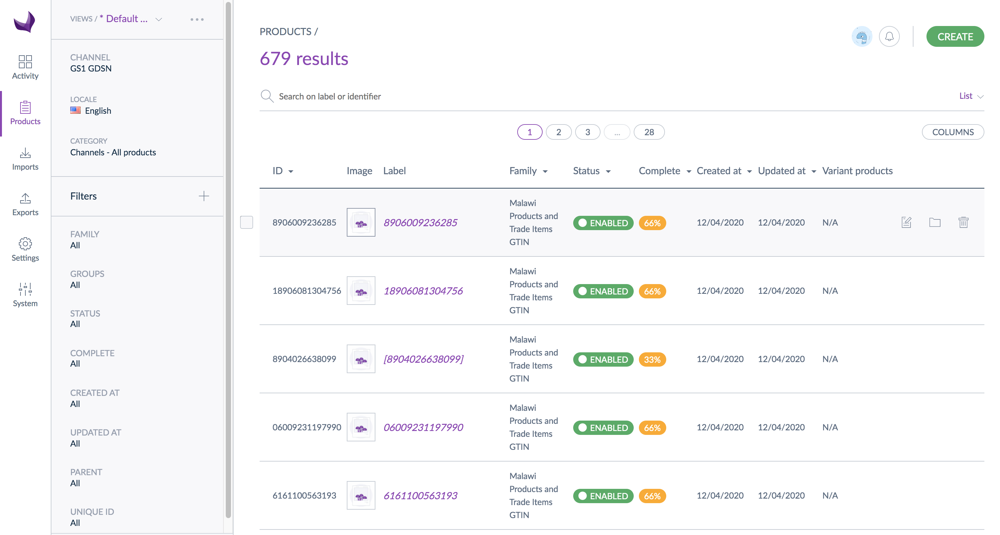 Activity
Products
Imports
Exports
Settings
System
VIEWS / * Default ...
CHANNEL
GS1 GDSN
LOCALE
English
CATEGORY
Channels - All products
Filters
FAMILY
All
GROUPS
All
STATUS
All
COMPLETE
All
CREATED AT
All
UPDATED AT
All
PARENT
All
UNIQUE ID
All
PRODUCTS /
CREATE
679 results
Search on label or identifier
List
1 2 3 ... 28
COLUMNS
ID Image Label Family Status Complete Created at Updated at Variant products
8906009236285 8906009236285 Malawi
Products and
Trade Items
GTIN ENABLED 66% 12/04/2020 12/04/2020 N/A
18906081304756 18906081304756 Malawi
Products and
Trade Items
GTIN ENABLED 66% 12/04/2020 12/04/2020 N/A
8904026638099 [8904026638099] Malawi
Products and
Trade Items
GTIN ENABLED 33% 12/04/2020 12/04/2020 N/A
06009231197990 06009231197990 Malawi
Products and
Trade Items
GTIN ENABLED 66% 12/04/2020 12/04/2020 N/A
6161100563193 6161100563193 Malawi
Products and
Trade Items
GTIN ENABLED 66% 12/04/2020 12/04/2020 N/A